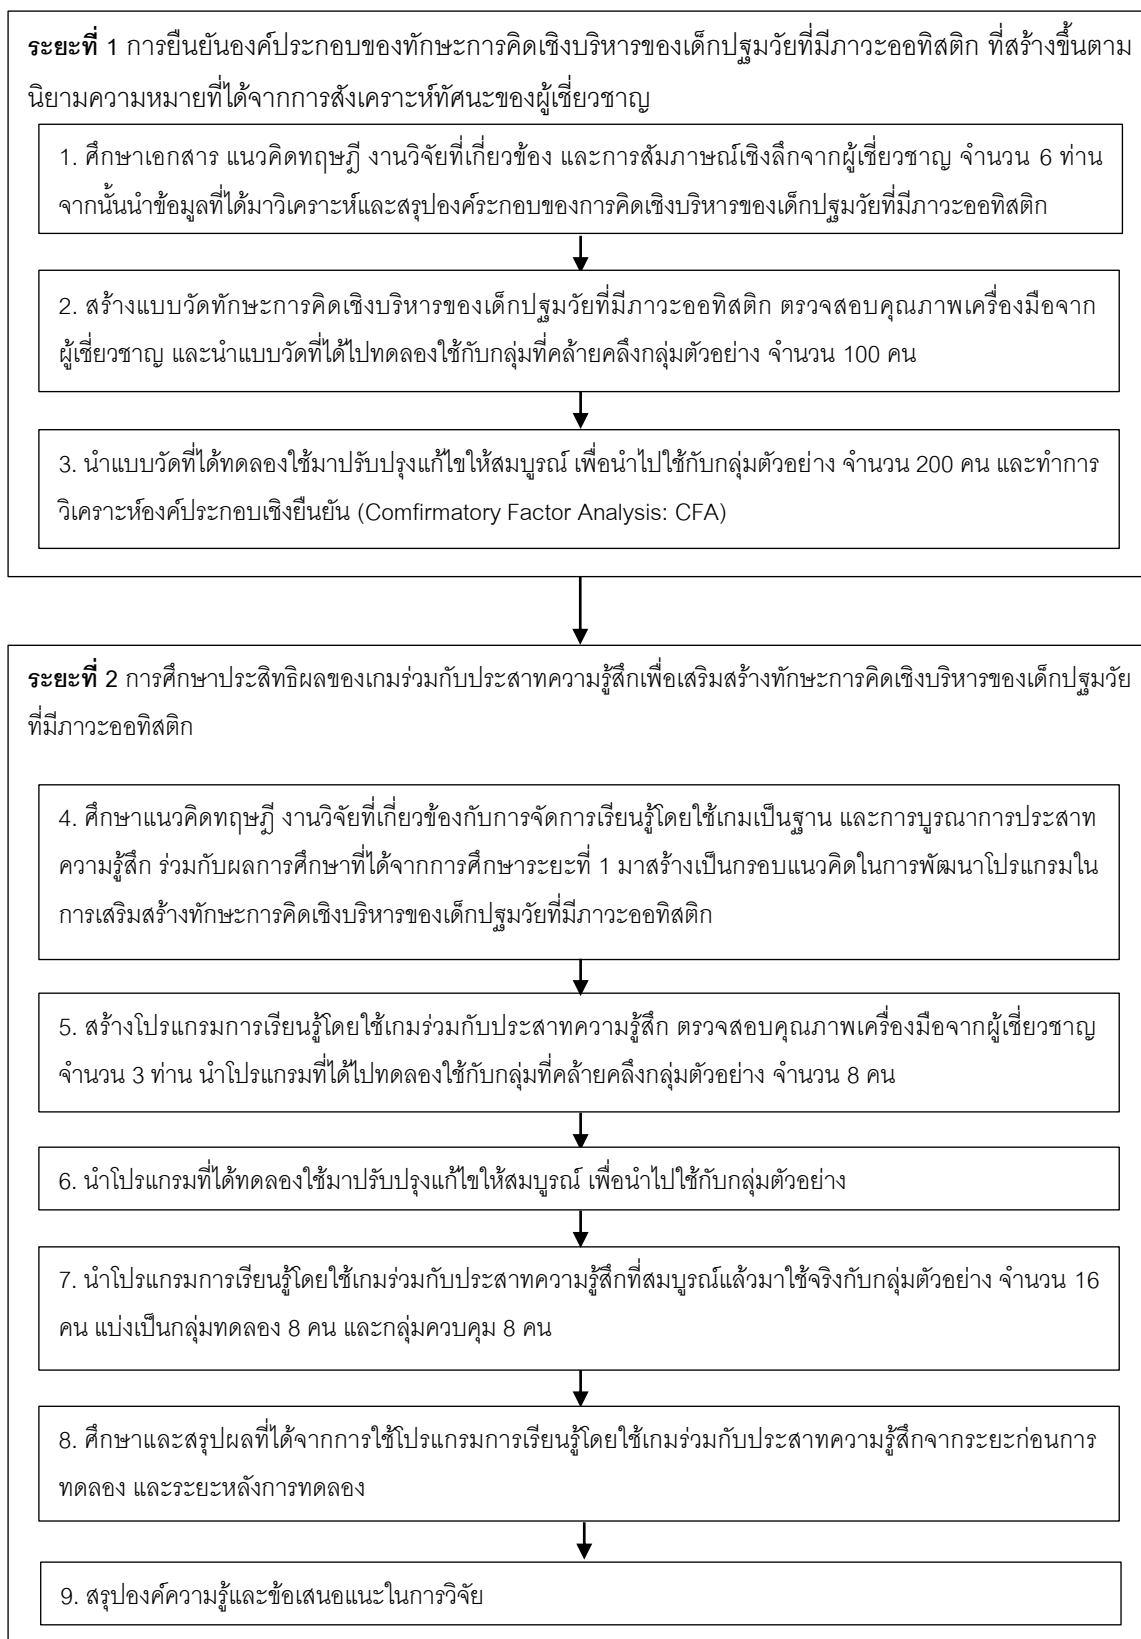 ระยะที่ 1 การยืนยันองค์ประกอบของทักษะการคิดเชิงบริหารของเด็กปฐมวัยที่มีภาวะออทิสติก ที่สร้างขึ้นตาม
นิยามความหมายที่ได้จากการสังเคราะห์ทัศนะของผู้เชี่ยวชาญ
1. ศึกษาเอกสาร แนวคิดทฤษฎี งานวิจัยที่เกี่ยวข้อง และการสัมภาษณ์เชิงลึกจากผู้เชี่ยวชาญ จำนวน 6 ท่าน
จากนั้นนำข้อมูลที่ได้มาวิเคราะห์และสรุปองค์ระกอบของการคิดเชิงบริหารของเด็กปฐมวัยที่มีภาวะออทิสติก
2. สร้างแบบวัดทักษะการคิดเชิงบริหารของเด็กปฐมวัยที่มีภาวะออทิสติก ตรวจสอบคุณภาพเครื่องมือจาก
ผู้เชี่ยวชาญ และนำแบบวัดที่ได้ไปทดลองใช้กับกลุ่มที่คล้ายคลึงกลุ่มตัวอย่าง จำนวน 100 คน
3. นำแบบวัดที่ได้ทดลองใช้มาปรับปรุงแก้ไขให้สมบูรณ์ เพื่อนำไปใช้กับกลุ่มตัวอย่าง จำนวน 200 คน และทำการ
วิเคราะห์องค์ประกอบเชิงยืนยัน (Comfirmatory Factor Analysis: CFA)
ระยะที่ 2 การศึกษาประสิทธิผลของเกมร่วมกับประสาทความรู้สึกเพื่อเสริมสร้างทักษะการคิดเชิงบริหารของเด็กปฐมวัย
ที่มีภาวะออทิสติก
4. ศึกษาแนวคิดทฤษฎี งานวิจัยที่เกี่ยวข้องกับการจัดการเรียนรู้โดยใช้เกมเป็นฐาน และการบูรณาการประสาท
ความรู้สึก ร่วมกับผลการศึกษาที่ได้จากการศึกษาระยะที่ 1 มาสร้างเป็นกรอบแนวคิดในการพัฒนาโปรแกรมใน
การเสริมสร้างทักษะการคิดเชิงบริหารของเด็กปฐมวัยที่มีภาวะออทิสติก
5. สร้างโปรแกรมการเรียนรู้โดยใช้เกมร่วมกับประสาทความรู้สึก ตรวจสอบคุณภาพเครื่องมือจากผู้เชี่ยวชาญ
จำนวน 3 ท่าน นำโปรแกรมที่ได้ไปทดลองใช้กับกลุ่มที่คล้ายคลึงกลุ่มตัวอย่าง จำนวน 8 คน
6. นำโปรแกรมที่ได้ทดลองใช้มาปรับปรุงแก้ไขให้สมบูรณ์ เพื่อนำไปใช้กับกลุ่มตัวอย่าง
7. นำโปรแกรมการเรียนรู้โดยใช้เกมร่วมกับประสาทความรู้สึกที่สมบูรณ์แล้วมาใช้จริงกับกลุ่มตัวอย่าง จำนวน 16
คน แบ่งเป็นกลุ่มทดลอง 8 คน และกลุ่มควบคุม 8 คน
8. ศึกษาและสรุปผลที่ได้จากการใช้โปรแกรมการเรียนรู้โดยใช้เกมร่วมกับประสาทความรู้สึกจากระยะก่อนการ
ทดลอง และระยะหลังการทดลอง
9. สรุปองค์ความรู้และข้อเสนอแนะในการวิจัย